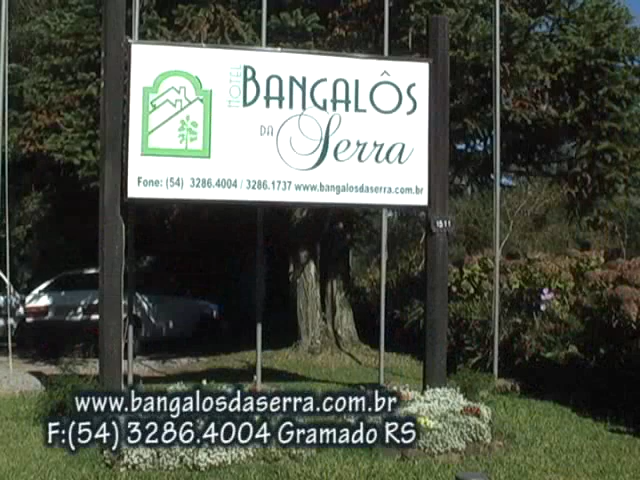 HOTEL
BANGALÔS
DA Serra
Fone: (54) 3286.4004 / 3286.1737 www.bangalosdaserra.com.br
1511
www.bangalosdaserra.com.br
F:(54) 3286.4004 Gramado RS